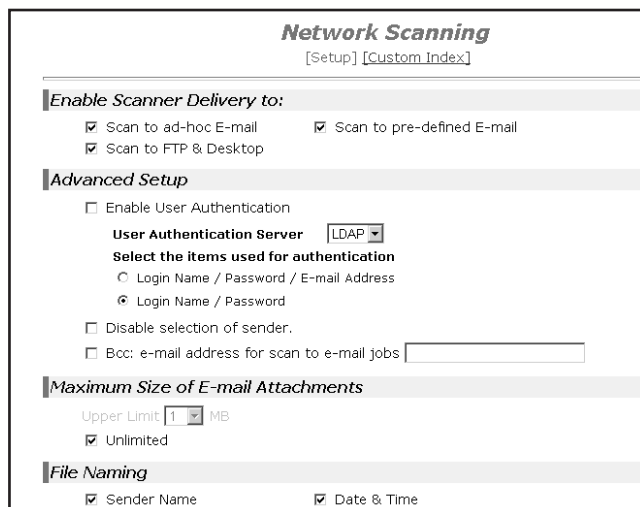 Network Scanning
[Setup] [Custom Index]
Enable Scanner Delivery to:
Scan to ad-hoc E-mail Scan to pre-defined E-mail
Scan to FTP & Desktop
Advanced Setup
Enable User Authentication
User Authentication Server LDAP
Select the items used for authentication
Login Name / Password / E-mail Address
Login Name / Password
Disable selection of sender.
Bcc: e-mail address for scan to e-mail jobs
Maximum Size of E-mail Attachments
Upper Limit 1 MB
Unlimited
File Naming
Sender Name Date & Time